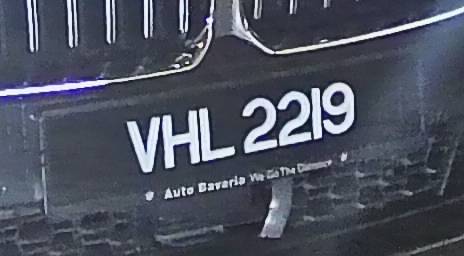 VHL 2219
Auto Bavaria We Go The Distance